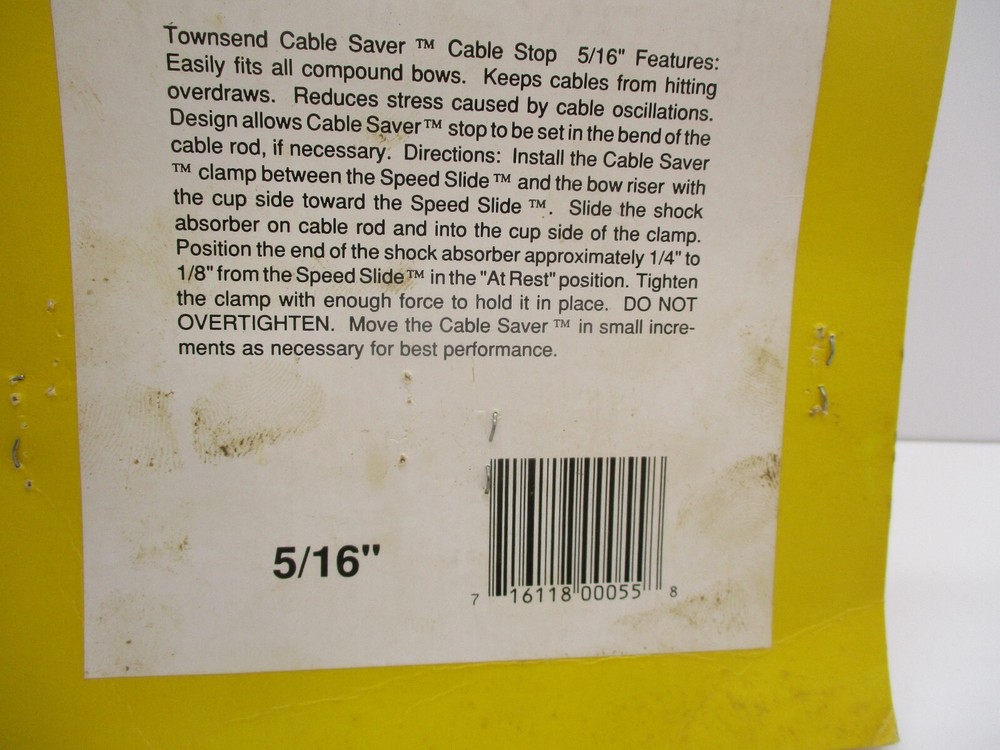 Townsend Cable Saver ™ Cable Stop 5/16" Features:
Easily fits all compound bows. Keeps cables from hitting
overdraws. Reduces stress caused by cable oscillations.
Design allows Cable Saver™ stop to be set in the bend of the
cable rod, if necessary. Directions: Install the Cable Saver
™ clamp between the Speed Slide™ and the bow riser with
the cup side toward the Speed Slide ™. Slide the shock
absorber on cable rod and into the cup side of the clamp.
Position the end of the shock absorber approximately 1/4" to
1/8" from the Speed Slide™ in the "At Rest" position. Tighten
the clamp with enough force to hold it in place. DO NOT
OVERTIGHTEN. Move the Cable Saver ™ in small incre-
ments as necessary for best performance.
5/16"
7 16118 00055 8